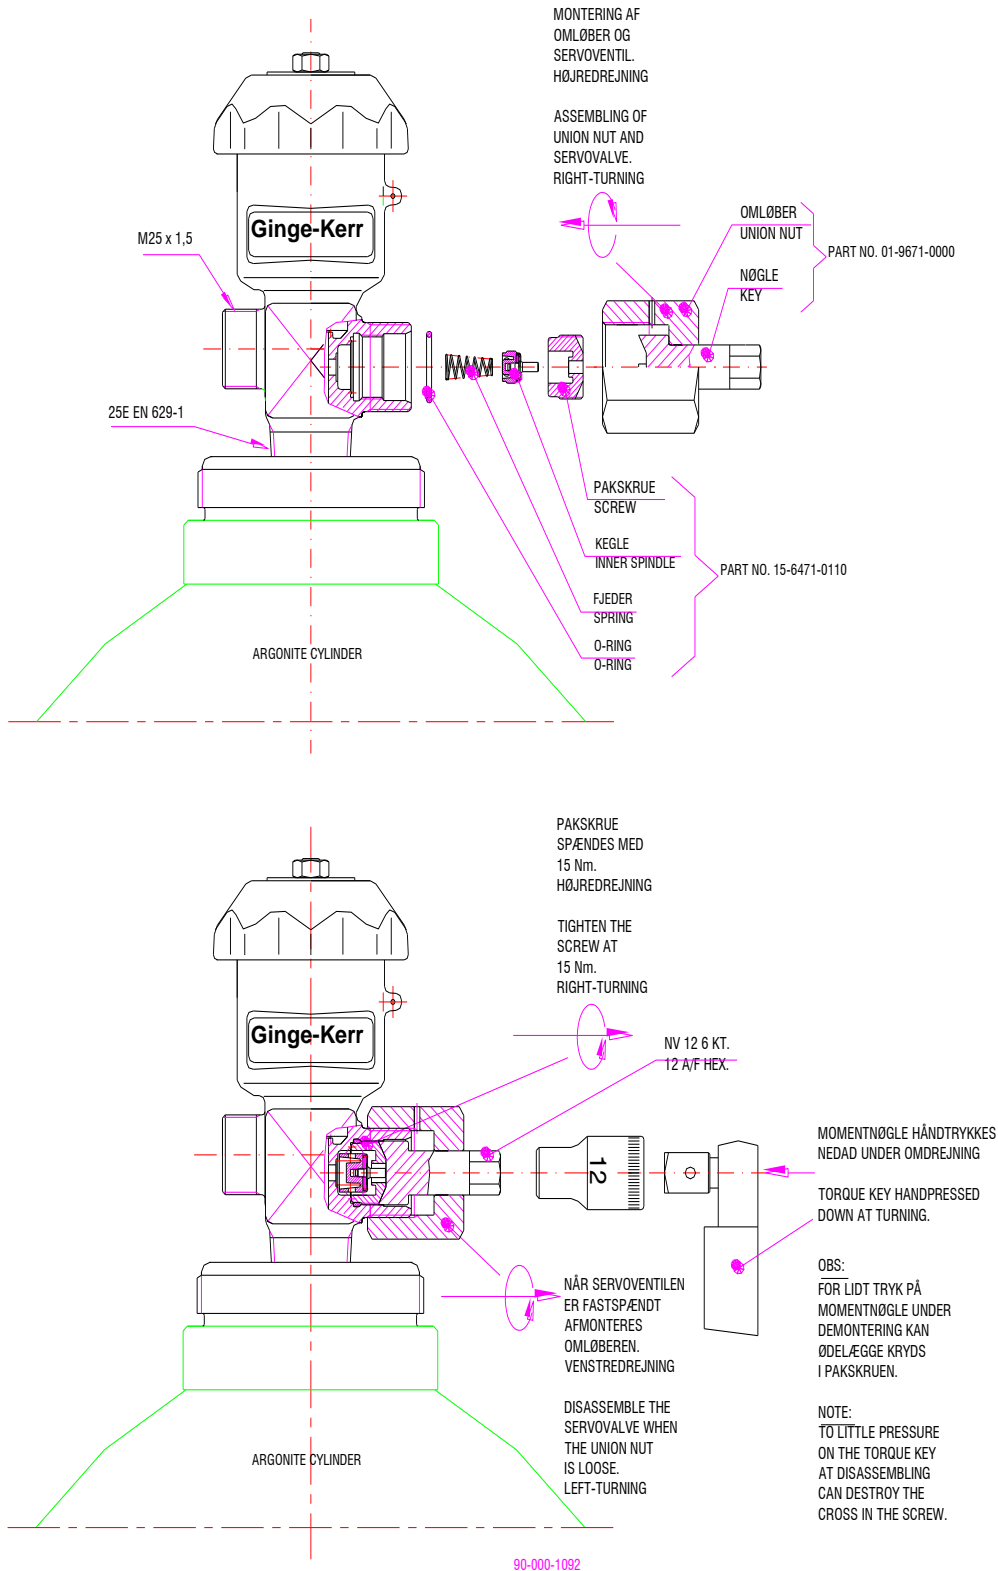 MONTERING AF
OMLØBER OG
SERVOVENTIL.
HØJREDREJNING
ASSEMBLING OF
UNION NUT AND
SERVOVALVE.
RIGHT-TURNING
OMLØBER
UNION NUT
PART NO. 01-9671-0000
NØGLE
KEY
Ginge-Kerr
M25 x 1,5
25E EN 629-1
PAKSKRUE
SCREW
KEGLE
INNER SPINDLE
PART NO. 15-6471-0110
FJEDER
SPRING
O-RING
O-RING
ARGONITE CYLINDER
PAKSKRUE
SPÆNDES MED
15 Nm.
HØJREDREJNING
TIGHTEN THE
SCREW AT
15 Nm.
RIGHT-TURNING
Ginge-Kerr
NV 12 6 KT.
12 A/F HEX.
12
MOMENTNØGLE HÅNDTRYKKES
NEDAD UNDER OMDREJNING
TORQUE KEY HANDPRESSED
DOWN AT TURNING.
OBS:
FOR LIDT TRYK PÅ
MOMENTNØGLE UNDER
DEMONTERING KAN
ØDELÆGGE KRYDS
I PAKSKRUEN.
NÅR SERVOVENTILEN
ER FASTSPÆNDT
AFMONTERES
OMLØBEREN.
VENSTREDREJNING
DISASSEMBLE THE
SERVOVALVE WHEN
THE UNION NUT
IS LOOSE.
LEFT-TURNING
NOTE:
TO LITTLE PRESSURE
ON THE TORQUE KEY
AT DISASSEMBLING
CAN DESTROY THE
CROSS IN THE SCREW.
ARGONITE CYLINDER
90-000-1092